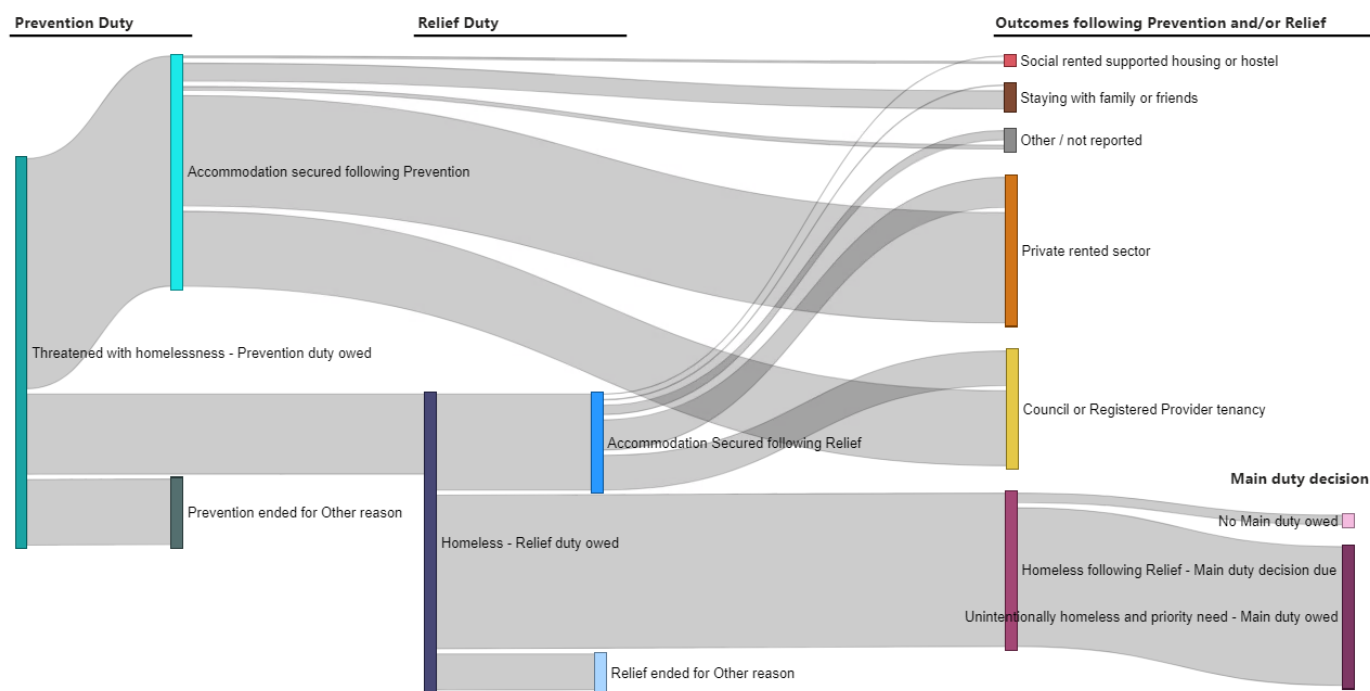 Prevention Duty
Relief Duty
Outcomes following Prevention and/or Relief
Social rented supported housing or hostel
Staying with family or friends
Other / not reported
Accommodation secured following Prevention
Private rented sector
Threatened with homelessness - Prevention duty owed
Council or Registered Provider tenancy
Accommodation Secured following Relief
Main duty decision
Prevention ended for Other reason
No Main duty owed
Homeless - Relief duty owed
Homeless following Relief - Main duty decision due
Unintentionally homeless and priority need - Main duty owed
Relief ended for Other reason